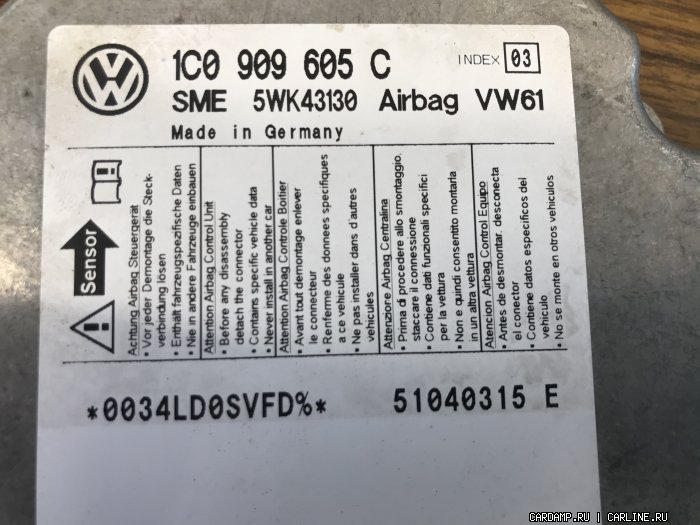 1C0 909 605 C
INDEX 03
SME 5WK43130 Airbag VW61
Made in Germany
Sensor
Achtung Airbag Steuergerät
• Vor jeder Demontage die Steck-
verbindung lösen
• Enthält fahrzeugspezifische Daten
• Nie in andere Fahrzeuge einbauen
Attention Airbag Control Unit
• Before any disassembly
detach the connector
• Contains specific vehicle data
• Never install in another car
Attention Airbag Controle Boitier
• Avant tout demontage enlever
le connecteur
• Renferme des donnees specifiques
a ce vehicule
• Ne pas installer dans d'autres
vehicules
Attenziore Airbag Centralina
• Prima di procedere allo smontaggio,
staccare il connessione
• Contiene dati funzionali specifici
per la vettura
• Non e quindi consentito montarla
in un altra vettura
Atencion Airbag Control Equipo
• Antes de desmontar, desconecta
el conector
• Contiene datos especificos del
vehiculo
• No se monte en otros vehiculos
*0034LD0SVFD%* 51040315 E
CARDAMP.RU | CARLINE.RU